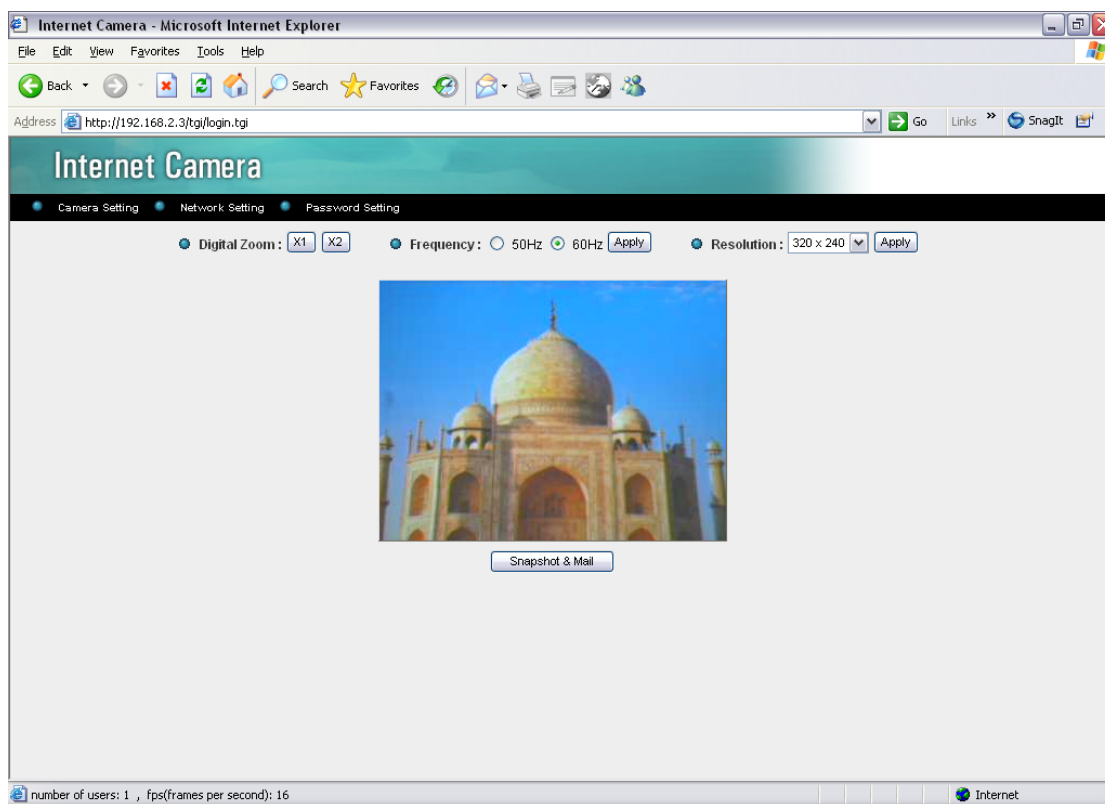 Internet Camera - Microsoft Internet Explorer
File Edit View Favorites Tools Help
Back Search Favorites
Address http://192.168.2.3/tgi/login.tgi Go Links » SnagIt
Internet Camera
Camera Setting Network Setting Password Setting
Digital Zoom : X1 X2 Frequency : 50Hz 60Hz Apply Resolution : 320 x 240 Apply
Snapshot & Mail
number of users: 1 , fps(frames per second): 16 Internet